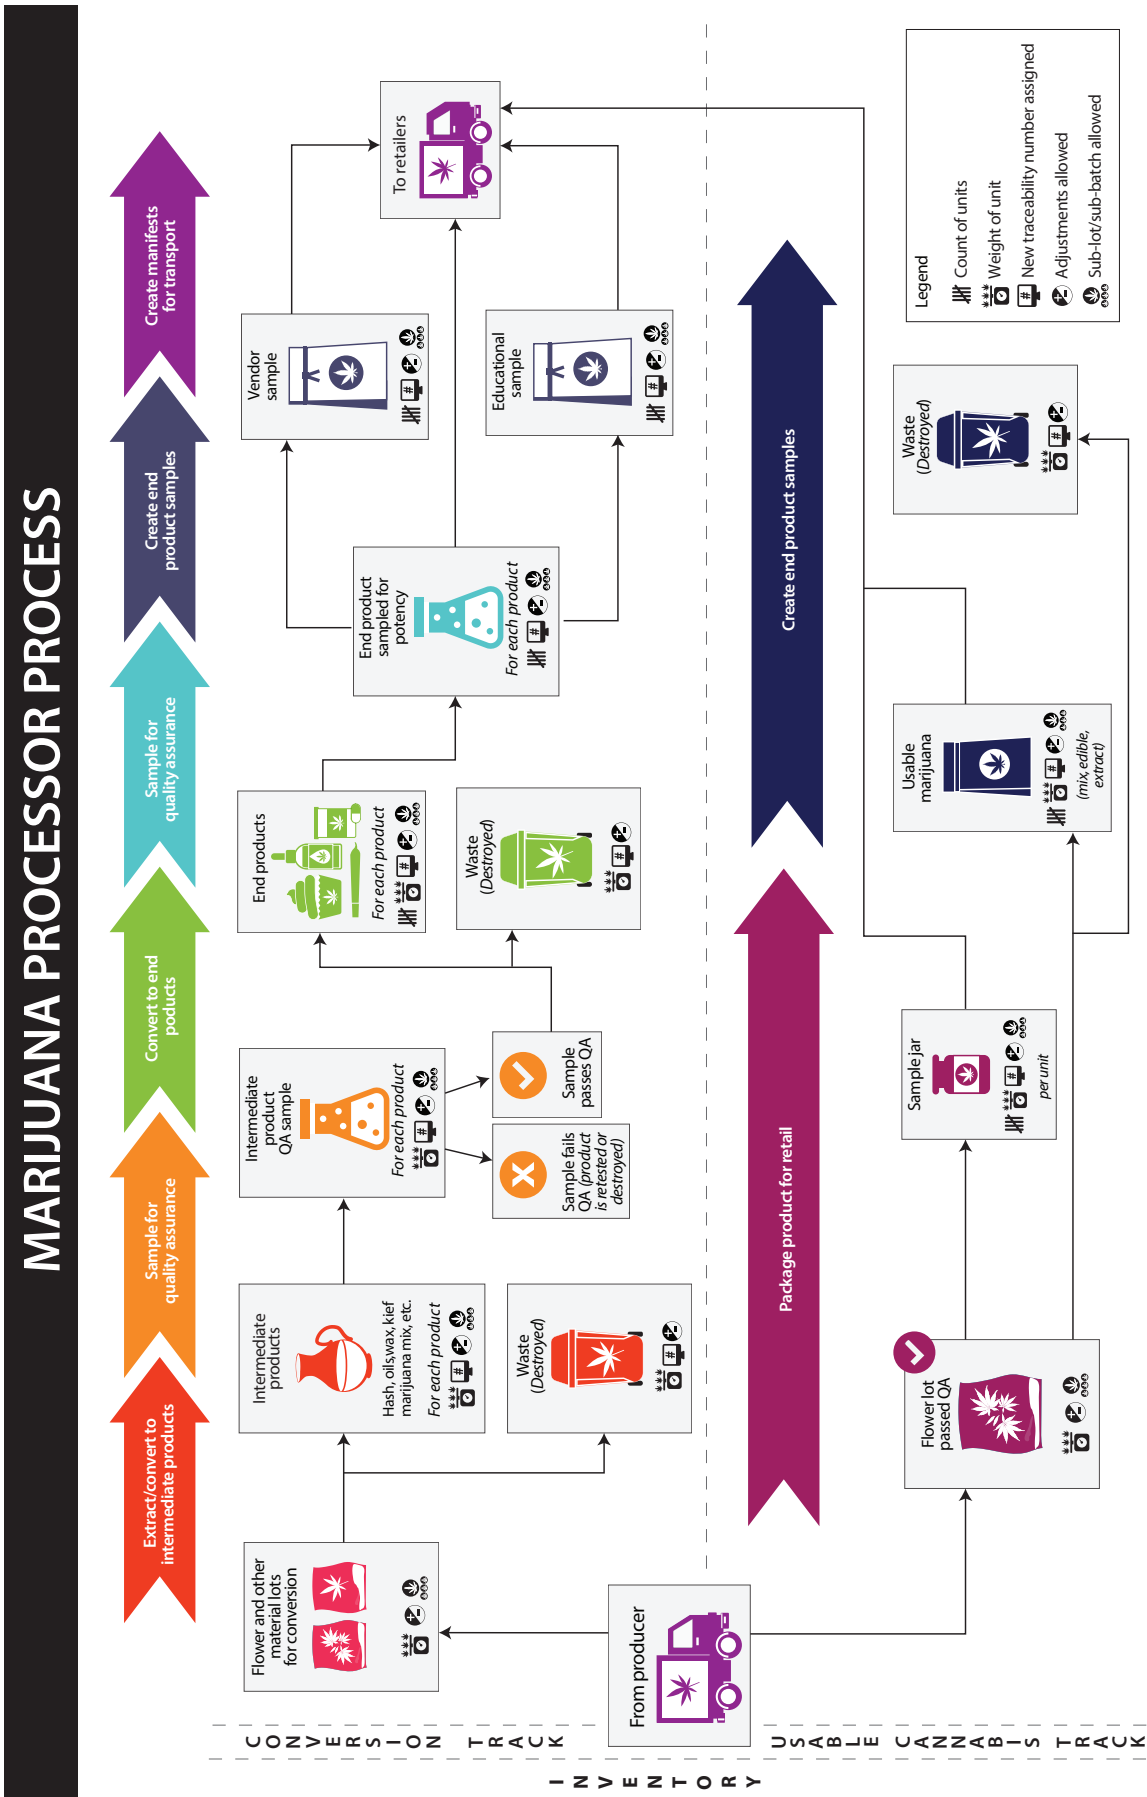 MARIJUANA PROCESSOR PROCESS
Extract/convert to
intermediate products
Sample for
quality assurance
Convert to end
poducts
Sample for
quality assurance
Create end
product samples
Create manifests
for transport
INVENTORY
CONVERSION TRACK
Flower and other
material lots
for conversion
Intermediate
products
Hash, oils,wax, kief
marijuana mix, etc.
For each product
Waste
(Destroyed)
Intermediate
product
QA sample
For each product
Sample fails
QA (product
is retested or
destroyed)
Sample
passes QA
End products
For each product
Waste
(Destroyed)
End product
sampled for
potency
For each product
Vendor
sample
Educational
sample
To retailers
From producer
USABLE CANNABIS TRACK
Package product for retail
Create end product samples
Flower lot
passed QA
Sample jar
per unit
Usable
marijuana
(mix, edible,
extract)
Waste
(Destroyed)
Legend
Count of units
Weight of unit
# New traceability number assigned
Adjustments allowed
Sub-lot/sub-batch allowed